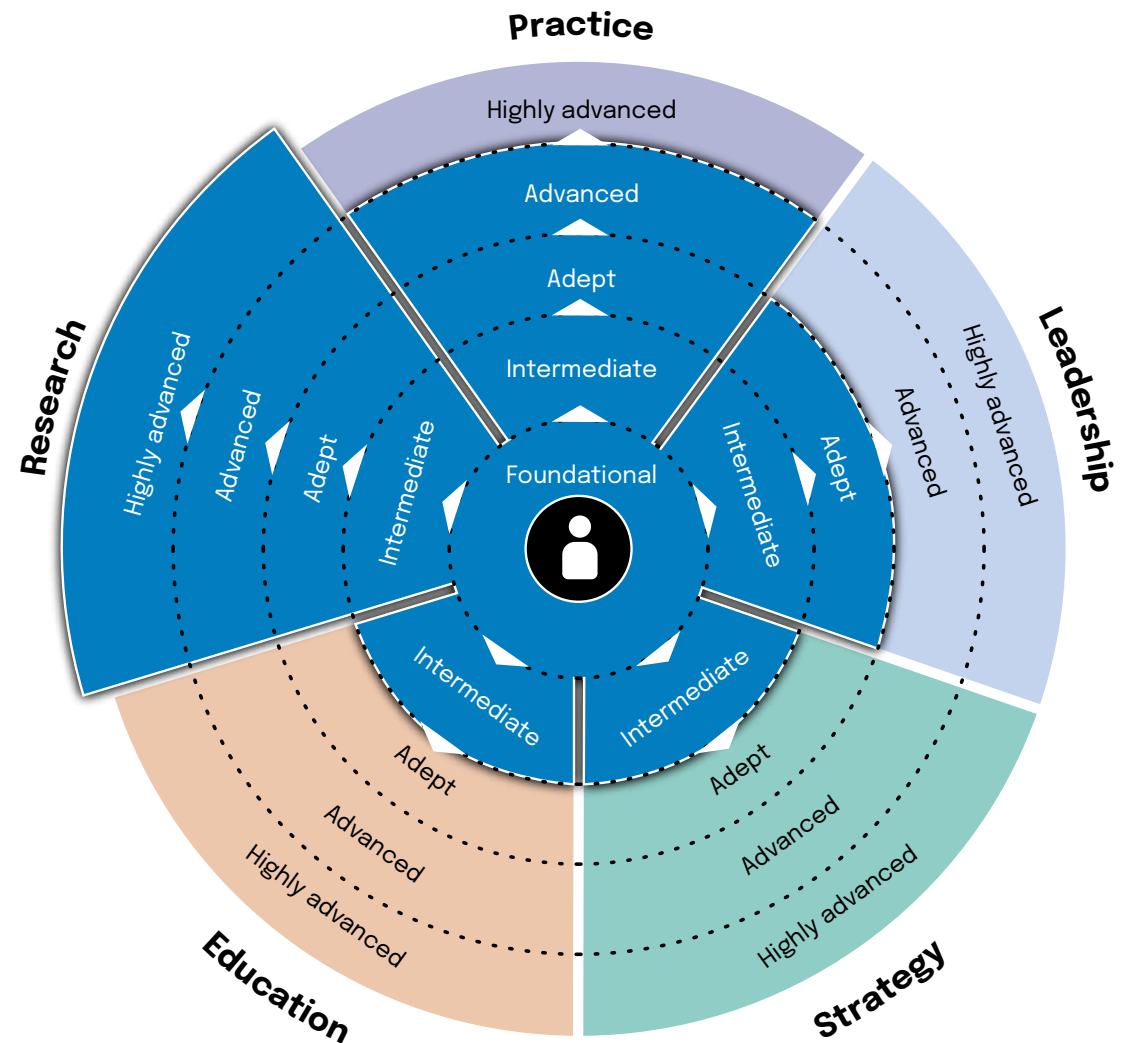 Practice
Highly advanced
Advanced
Adept
Intermediate
Foundational
Leadership
Highly advanced
Advanced
Adept
Intermediate
Strategy
Highly advanced
Advanced
Adept
Intermediate
Education
Highly advanced
Advanced
Adept
Intermediate
Research
Highly advanced
Advanced
Adept
Intermediate